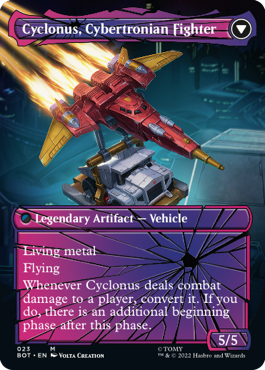 Cyclonus, Cybertronian Fighter
Legendary Artifact — Vehicle
Living metal
Flying
Whenever Cyclonus deals combat
damage to a player, convert it. If you
do, there is an additional beginning
phase after this phase.
5/5
023 M
BOT • EN Volta Creation
© TOMY
™ & © 2022 Hasbro and Wizards